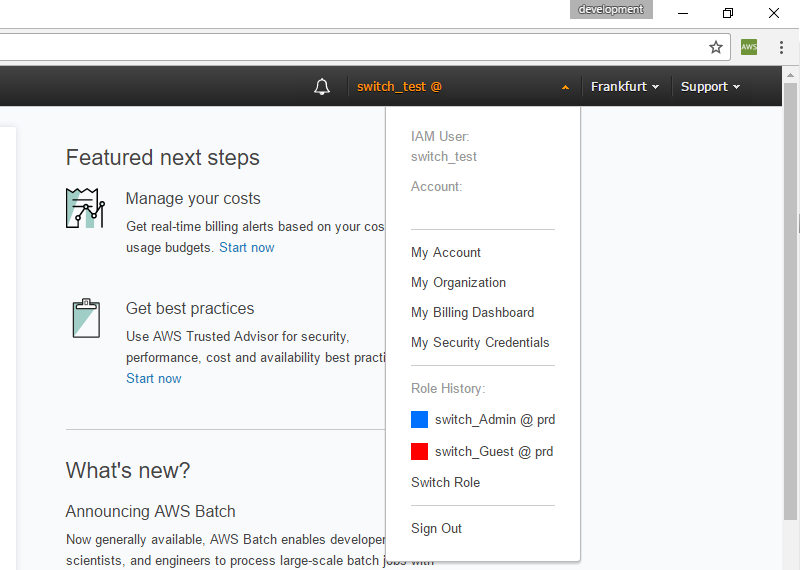 development
AWS
switch_test @
Frankfurt
Support
Featured next steps
Manage your costs
Get real-time billing alerts based on your cos
usage budgets. Start now
Get best practices
Use AWS Trusted Advisor for security,
performance, cost and availability best practi
Start now
What's new?
Announcing AWS Batch
Now generally available, AWS Batch enables developer
scientists, and engineers to process large-scale batch jobs with
IAM User:
switch_test
Account:
My Account
My Organization
My Billing Dashboard
My Security Credentials
Role History:
switch_Admin @ prd
switch_Guest @ prd
Switch Role
Sign Out